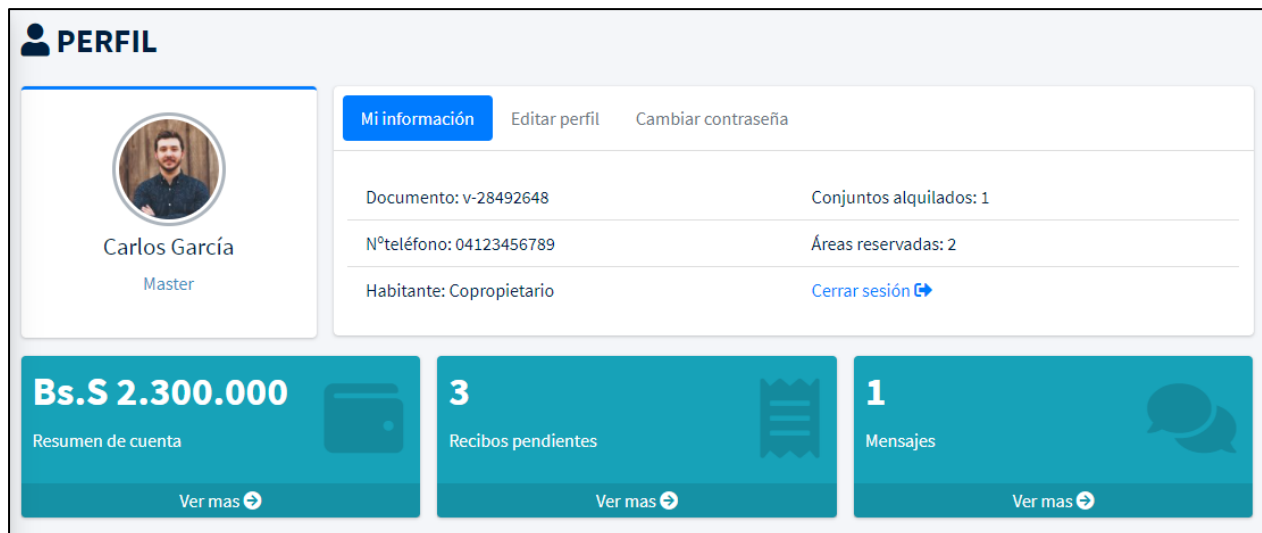 PERFIL
Carlos García
Master
Mi información Editar perfil Cambiar contraseña
Documento: v-28492648 Conjuntos alquilados: 1
Nºteléfono: 04123456789 Áreas reservadas: 2
Habitante: Copropietario Cerrar sesión
Bs.S 2.300.000
Resumen de cuenta
Ver mas
3
Recibos pendientes
Ver mas
1
Mensajes
Ver mas